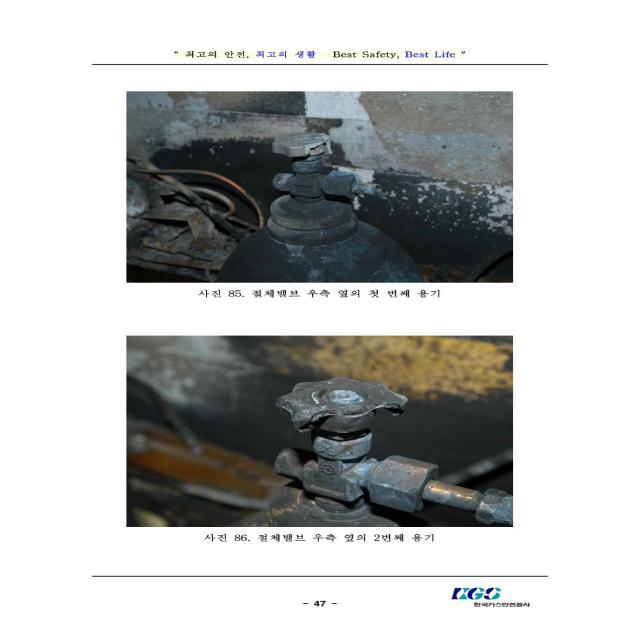 “ 최고의 안전, 최고의 생활 Best Safety, Best Life ”
사진 85. 절체밸브 우측 옆의 첫 번째 용기
사진 86. 절체밸브 우측 옆의 2번째 용기
- 47 -
KGS
한국가스안전공사